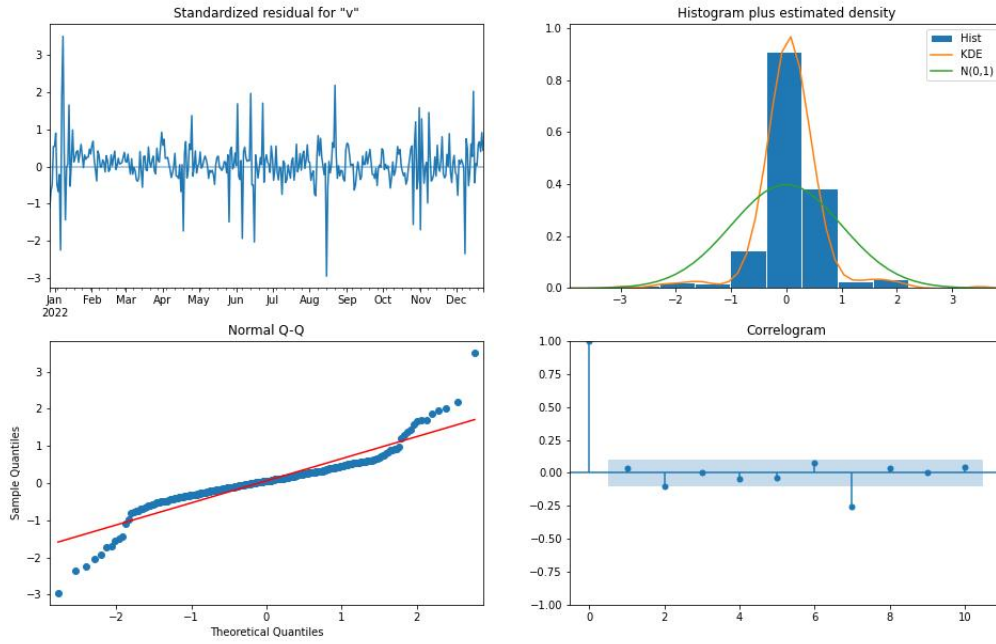 Standardized residual for "v"
3
2
1
0
−1
−2
−3
Jan Feb Mar Apr May Jun Jul Aug Sep Oct Nov Dec
2022
Histogram plus estimated density
Hist
KDE
N(0,1)
1.0
0.8
0.6
0.4
0.2
0.0
−3 −2 −1 0 1 2 3
Normal Q-Q
Sample Quantiles
3
2
1
0
−1
−2
−3
−2 −1 0 1 2
Theoretical Quantiles
Correlogram
1.00
0.75
0.50
0.25
0.00
−0.25
−0.50
−0.75
−1.00
0 2 4 6 8 10